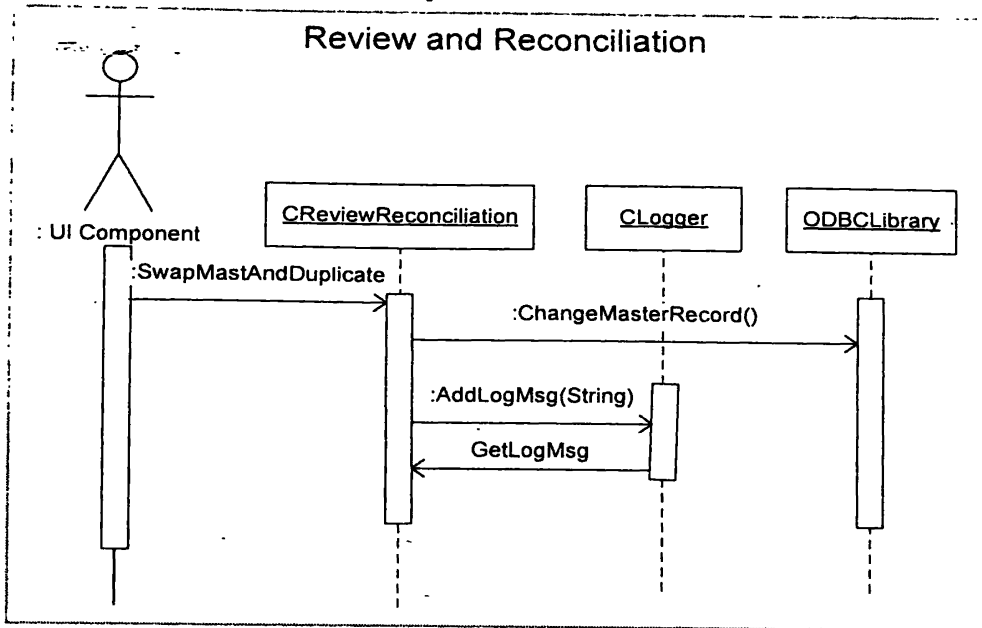 Review and Reconciliation
: UI Component
CReviewReconciliation
CLogger
ODBCLibrary
:SwapMastAndDuplicate
:ChangeMasterRecord()
:AddLogMsg(String)
GetLogMsg